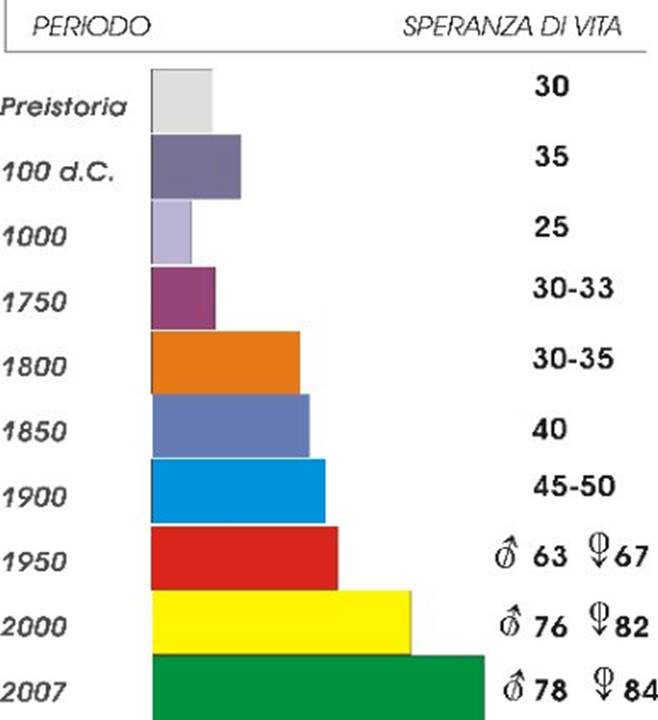 PERIODO SPERANZA DI VITA
Preistoria 30
100 d.C. 35
1000 25
1750 30-33
1800 30-35
1850 40
1900 45-50
1950 ♂ 63 ♀ 67
2000 ♂ 76 ♀ 82
2007 ♂ 78 ♀ 84